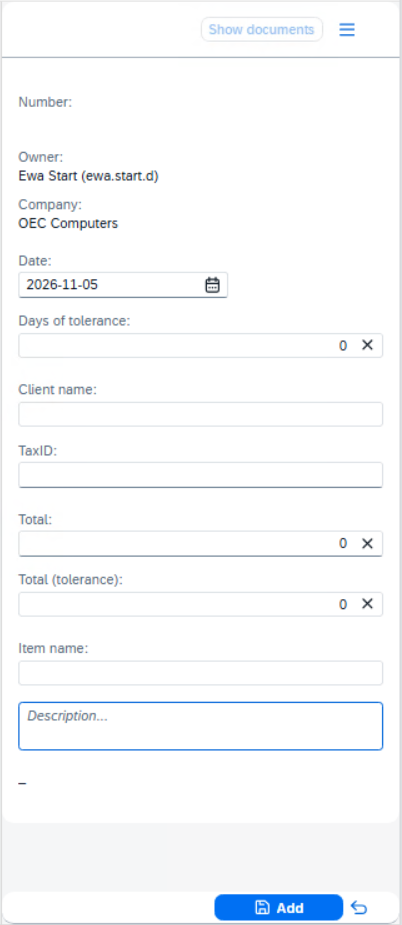 Show documents
Number:
Owner:
Ewa Start (ewa.start.d)
Company:
OEC Computers
Date:
2026-11-05
Days of tolerance:
0
Client name:
TaxID:
Total:
0
Total (tolerance):
0
Item name:
Description...
–
Add